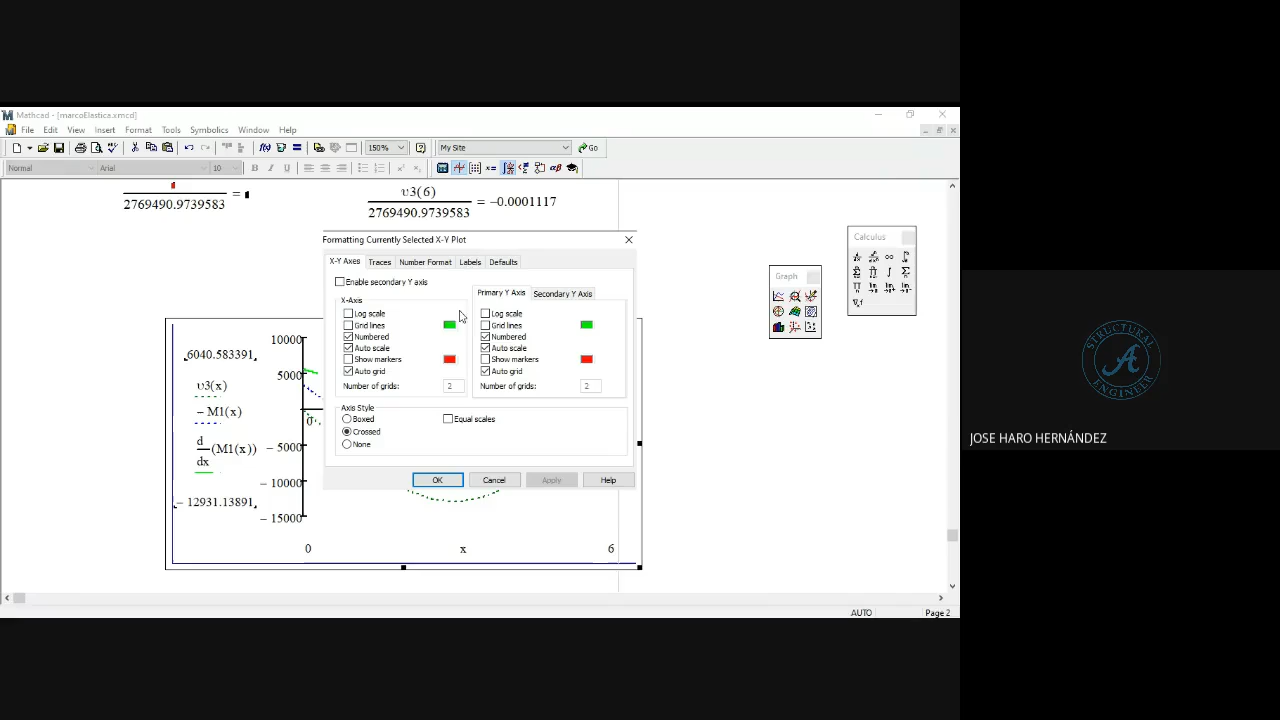 Mathcad - [marcoElastica.xmcd]
File Edit View Insert Format Tools Symbolics Window Help
150% My Site Go
Normal Arial 10 B I U
2769490.9739583 =
υ3(6)
2769490.9739583 = −0.0001117
Formatting Currently Selected X-Y Plot
X-Y Axes Traces Number Format Labels Defaults
Enable secondary Y axis
X-Axis
Log scale
Grid lines
Numbered
Auto scale
Show markers
Auto grid
Number of grids: 2
Primary Y Axis Secondary Y Axis
Log scale
Grid lines
Numbered
Auto scale
Show markers
Auto grid
Number of grids: 2
Axis Style
Boxed
Crossed
None
Equal scales
OK Cancel Apply Help
6040.583391
υ3(x)
− M1(x)
d
dx (M1(x))
− 12931.13891
10000
5000
0
− 5000
− 10000
− 15000
0 x 6
Graph
Calculus
AUTO Page 2
STRUCTURAL
A
ENGINEER
JOSE HARO HERNÁNDEZ